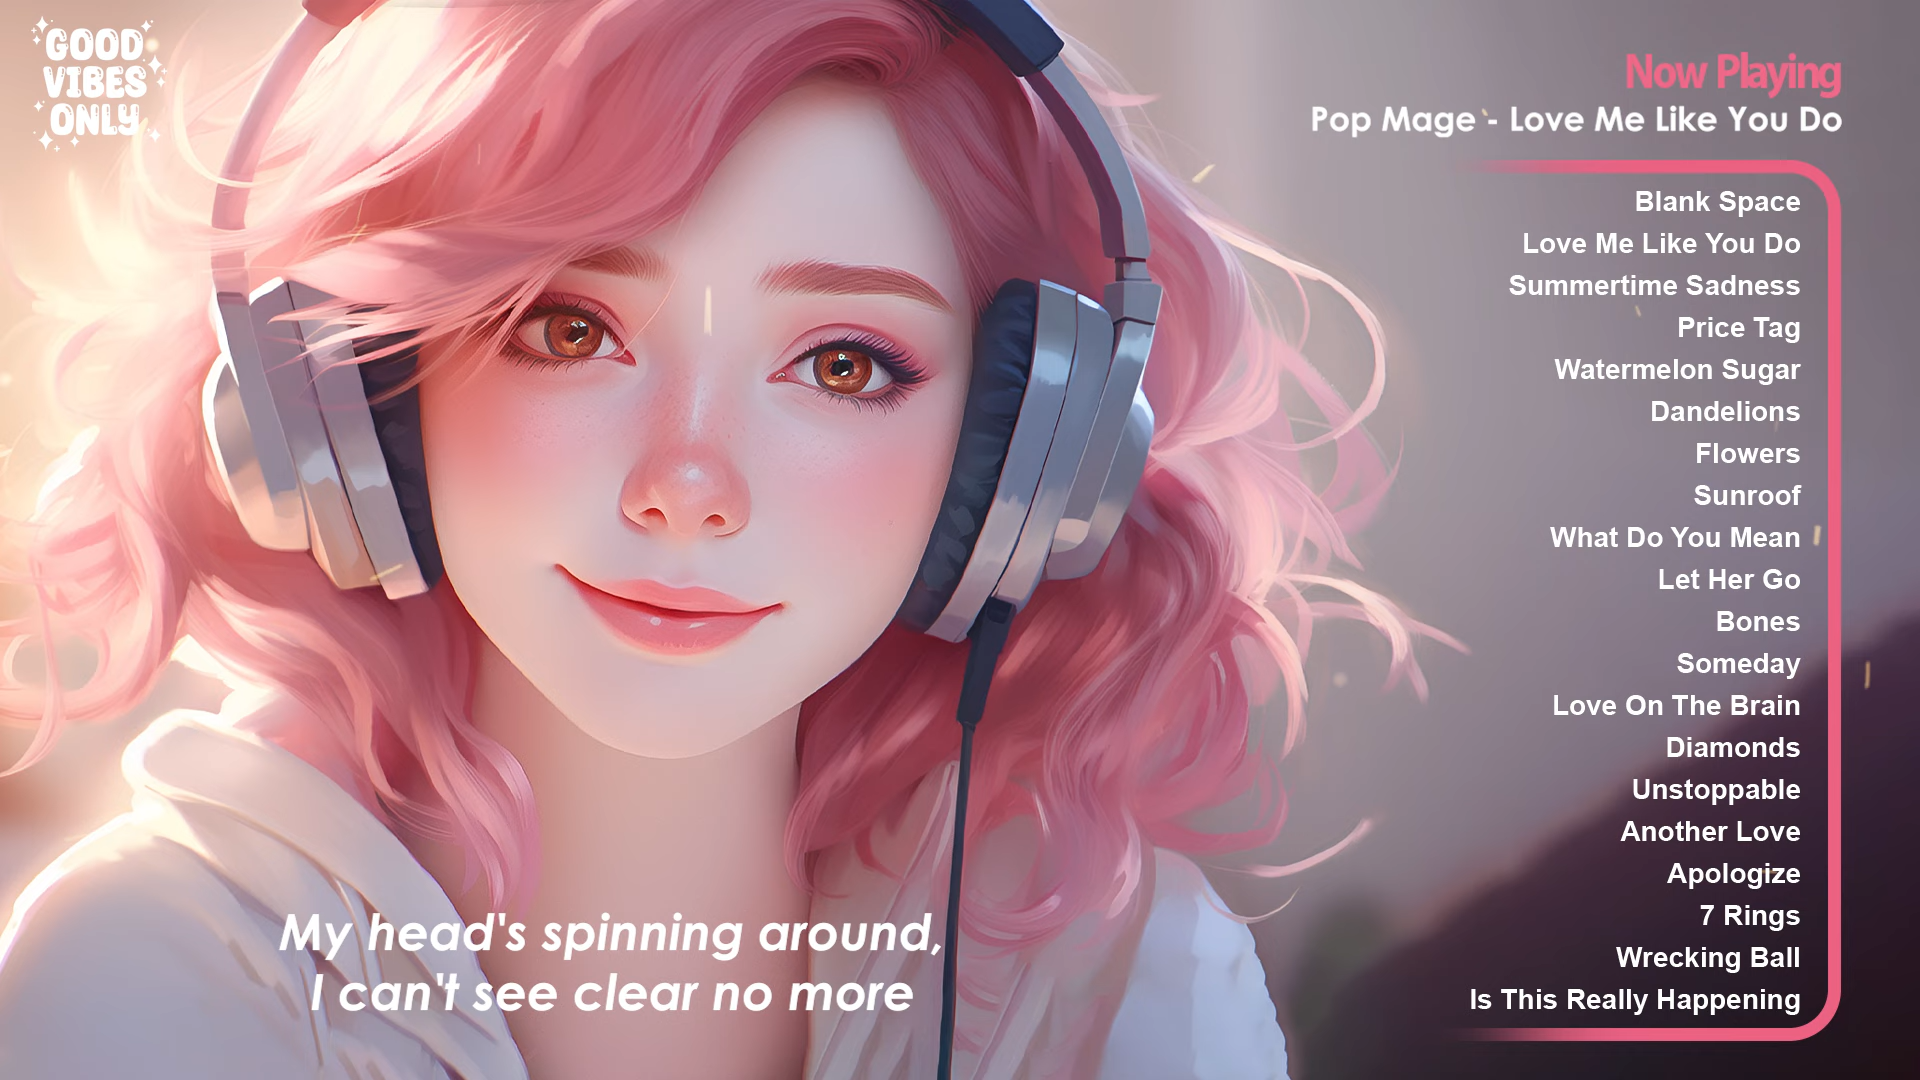 GOOD
VIBES
ONLY
Now Playing
Pop Mage - Love Me Like You Do
Blank Space
Love Me Like You Do
Summertime Sadness
Price Tag
Watermelon Sugar
Dandelions
Flowers
Sunroof
What Do You Mean
Let Her Go
Bones
Someday
Love On The Brain
Diamonds
Unstoppable
Another Love
Apologize
7 Rings
Wrecking Ball
Is This Really Happening
My head's spinning around,
I can't see clear no more